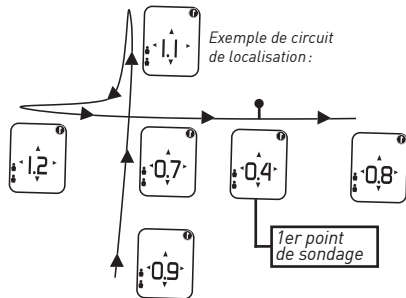 Exemple de circuit
de localisation :
1.1
1.2
0.7
0.4
0.8
0.9
1er point
de sondage